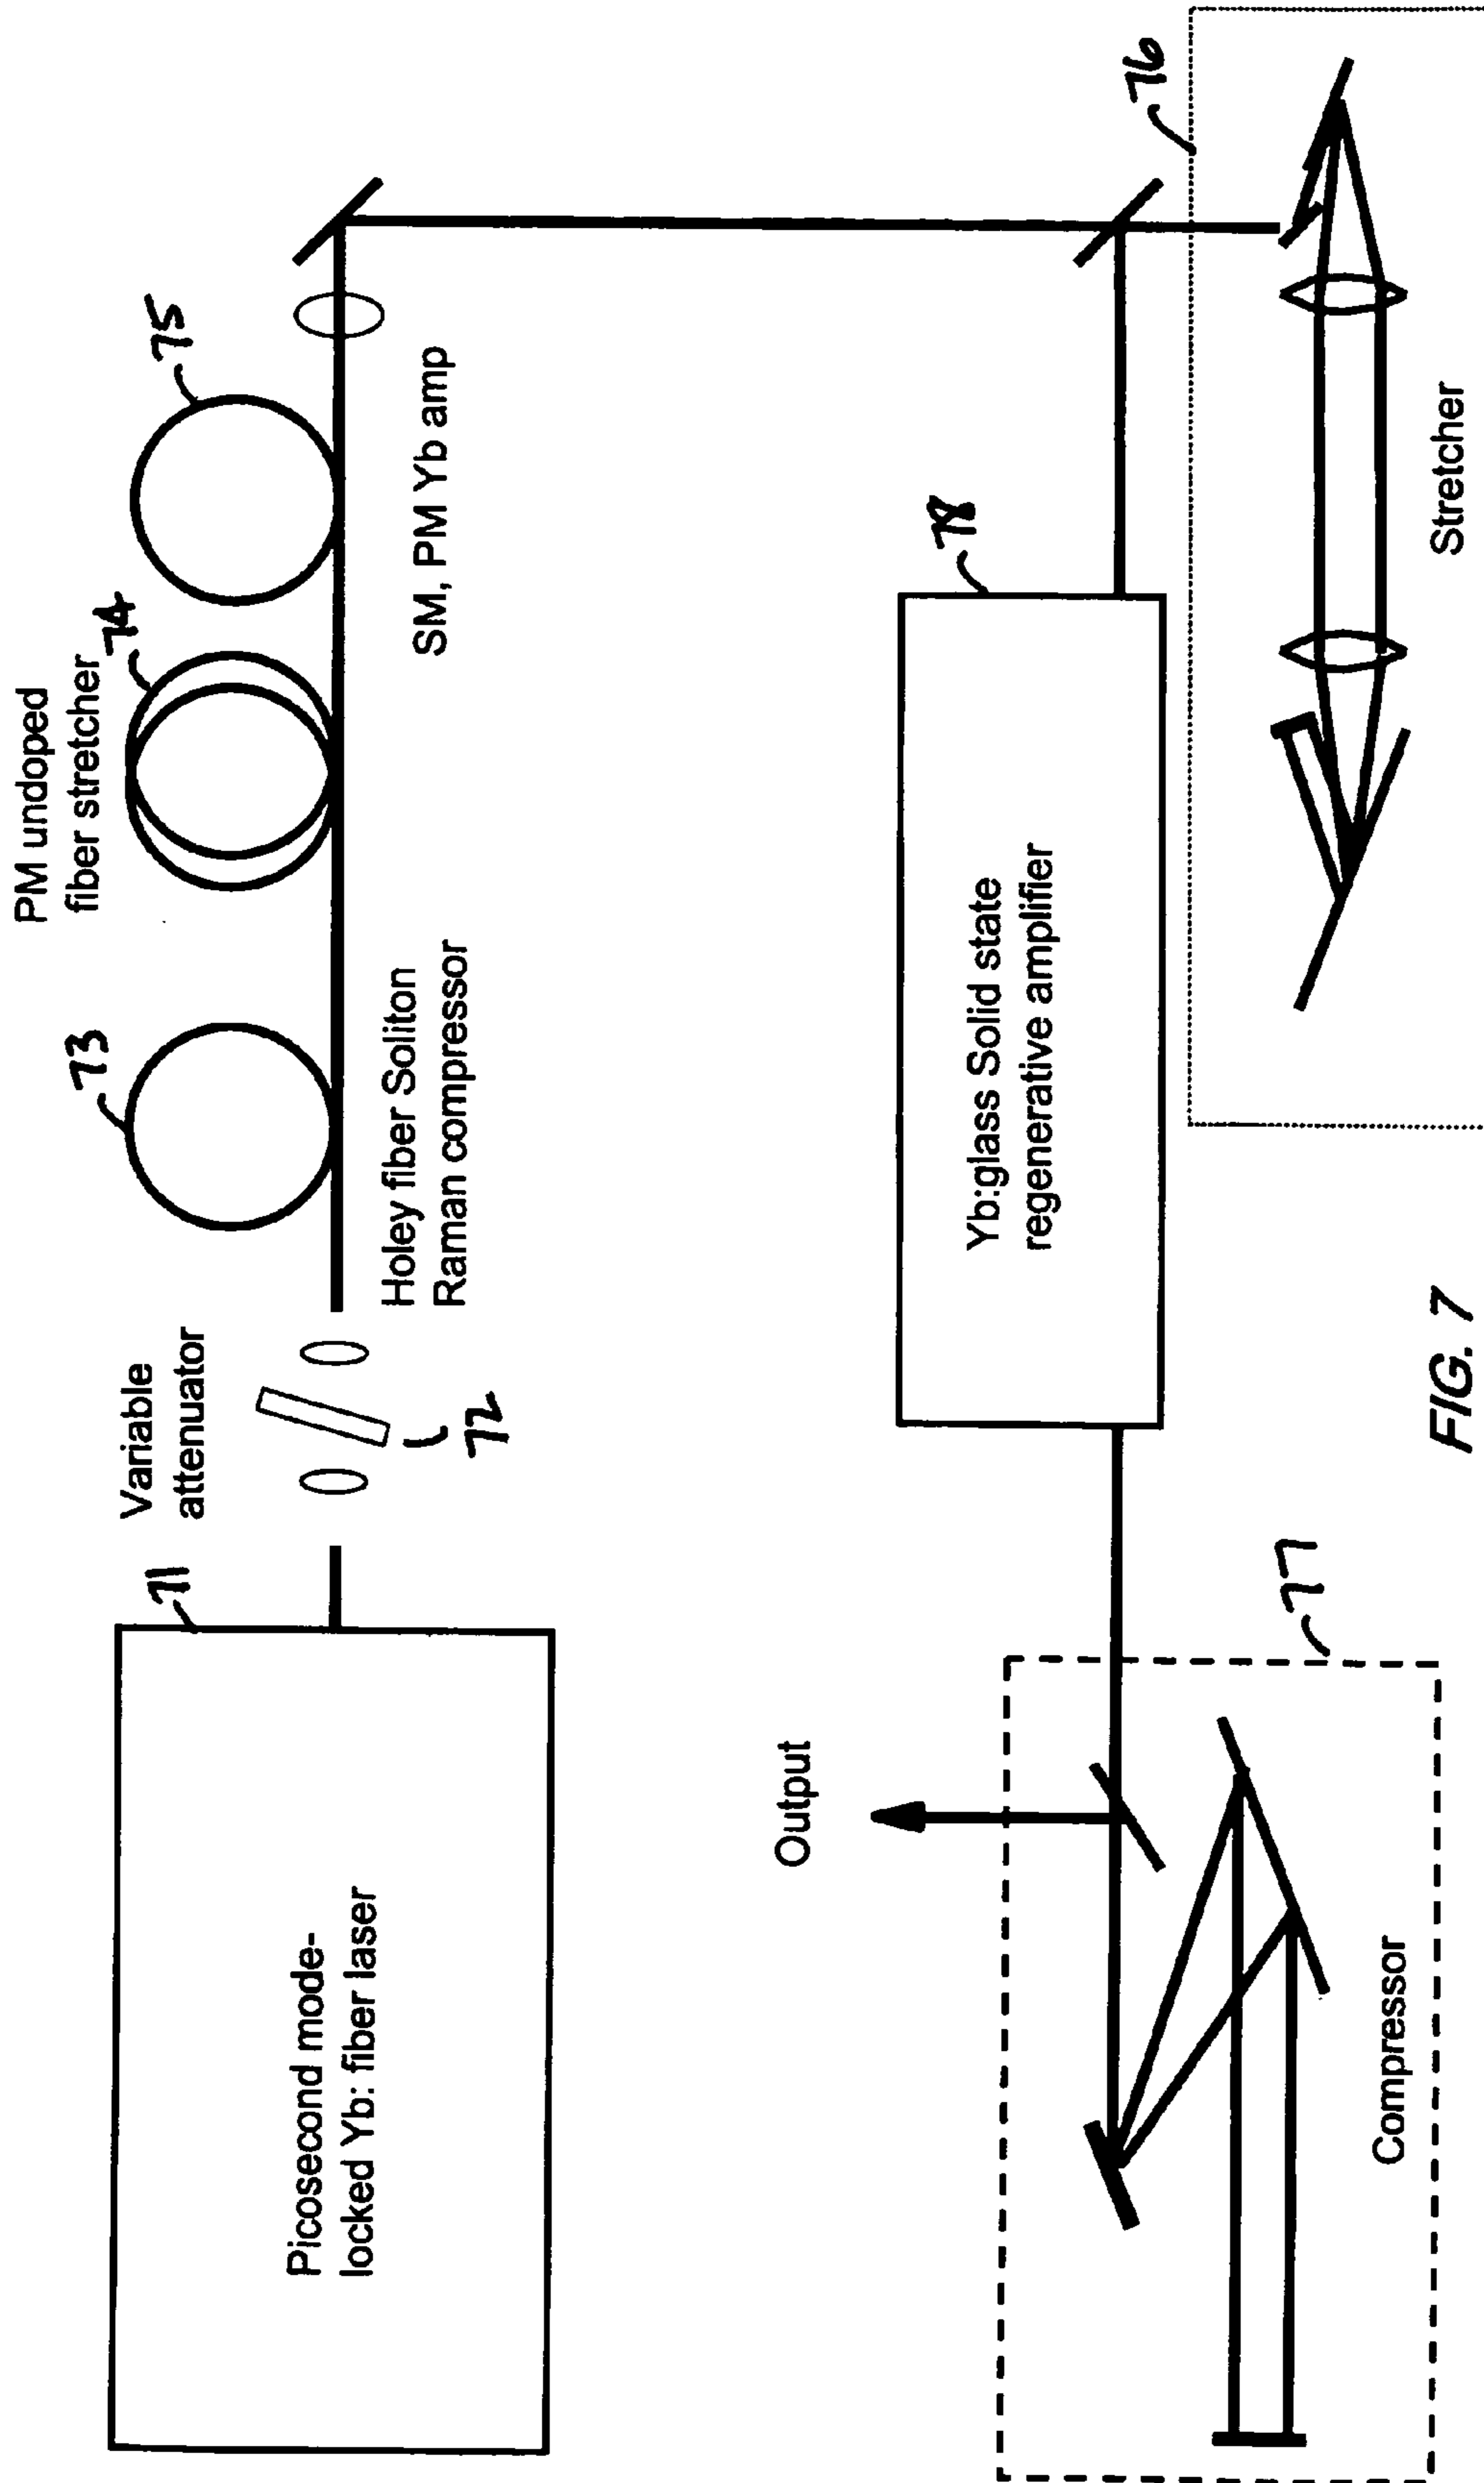 Picosecond mode-
locked Yb: fiber laser
71
Variable
attenuator
72
73
Holey fiber Soliton
Raman compressor
PM undoped
fiber stretcher
74
75
SM, PM Yb amp
Output
Compressor
77
Yb:glass Solid state
regenerative amplifier
78
76
Stretcher
FIG. 7